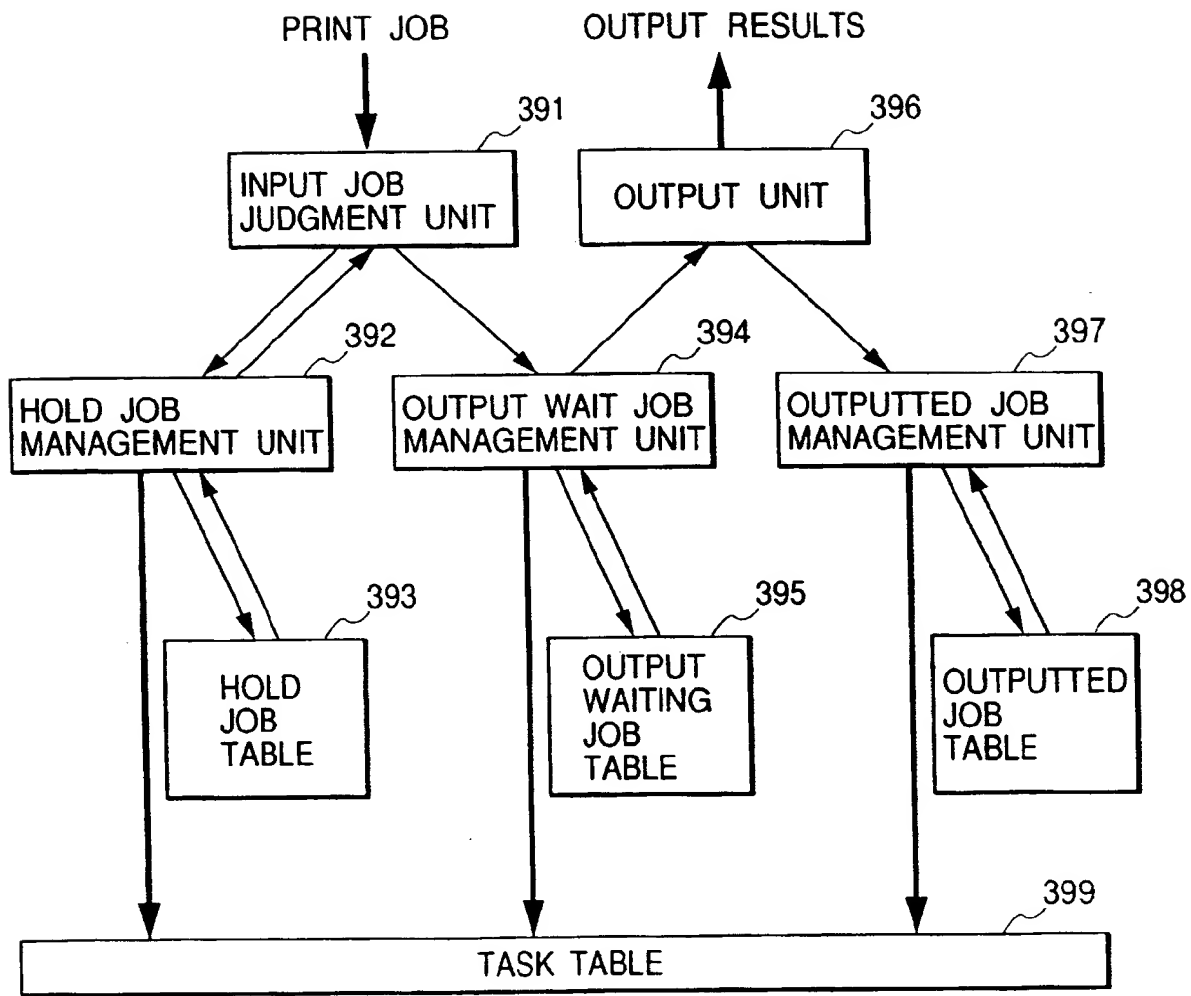 PRINT JOB
OUTPUT RESULTS
391
396
INPUT JOB
JUDGMENT UNIT
OUTPUT UNIT
392
394
397
HOLD JOB
MANAGEMENT UNIT
OUTPUT WAIT JOB
MANAGEMENT UNIT
OUTPUTTED JOB
MANAGEMENT UNIT
393
395
398
HOLD
JOB
TABLE
OUTPUT
WAITING
JOB
TABLE
OUTPUTTED
JOB
TABLE
399
TASK TABLE